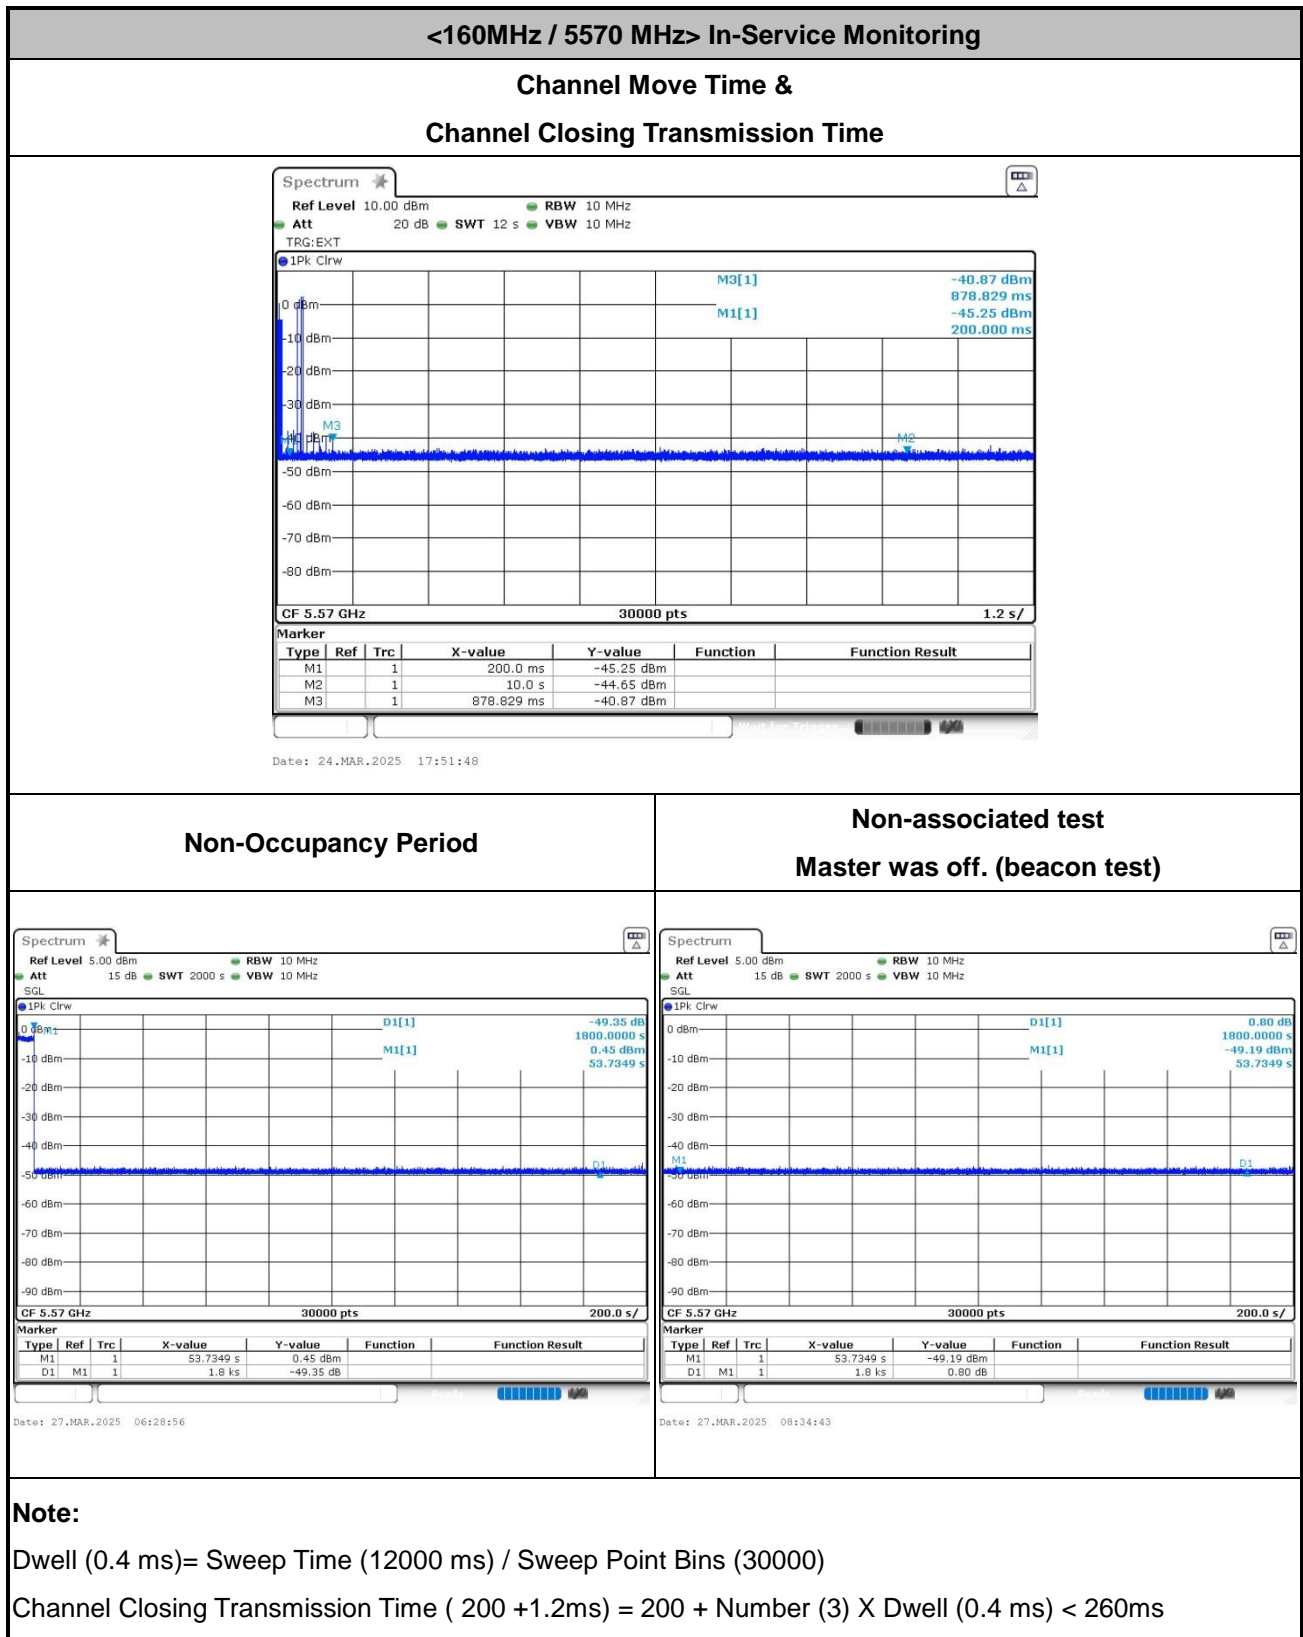 <160MHz / 5570 MHz> In-Service Monitoring
Channel Move Time &
Channel Closing Transmission Time
Spectrum
Ref Level 10.00 dBm RBW 10 MHz
Att 20 dB SWT 12 s VBW 10 MHz
TRG:EXT
1Pk Clrw
M3[1] -40.87 dBm
878.829 ms
0 dBm
M1[1] -45.25 dBm
200.000 ms
-10 dBm
-20 dBm
-30 dBm
M3
M2
-50 dBm
-60 dBm
-70 dBm
-80 dBm
CF 5.57 GHz 30000 pts 1.2 s/
Marker
Type Ref Trc X-value Y-value Function Function Result
M1 1 200.0 ms -45.25 dBm
M2 1 10.0 s -44.65 dBm
M3 1 878.829 ms -40.87 dBm
Wait for Trigger
Date: 24.MAR.2025 17:51:48
Non-Occupancy Period
Non-associated test
Master was off. (beacon test)
Spectrum
Ref Level 5.00 dBm RBW 10 MHz
Att 15 dB SWT 2000 s VBW 10 MHz
SGL
1Pk Clrw
D1[1] -49.35 dB
1800.0000 s
0 dBm M1
M1[1] 0.45 dBm
53.7349 s
-10 dBm
-20 dBm
-30 dBm
-40 dBm
D1
-50 dBm
-60 dBm
-70 dBm
-80 dBm
-90 dBm
CF 5.57 GHz 30000 pts 200.0 s/
Marker
Type Ref Trc X-value Y-value Function Function Result
M1 1 53.7349 s 0.45 dBm
D1 M1 1 1.8 ks -49.35 dB
Date: 27.MAR.2025 06:28:56
Spectrum
Ref Level 5.00 dBm RBW 10 MHz
Att 15 dB SWT 2000 s VBW 10 MHz
SGL
1Pk Clrw
D1[1] 0.80 dB
1800.0000 s
0 dBm
M1[1] -49.19 dBm
53.7349 s
-10 dBm
-20 dBm
-30 dBm
-40 dBm
M1
D1
-50 dBm
-60 dBm
-70 dBm
-80 dBm
-90 dBm
CF 5.57 GHz 30000 pts 200.0 s/
Marker
Type Ref Trc X-value Y-value Function Function Result
M1 1 53.7349 s -49.19 dBm
D1 M1 1 1.8 ks 0.80 dB
Date: 27.MAR.2025 08:34:43
Note:
Dwell (0.4 ms)= Sweep Time (12000 ms) / Sweep Point Bins (30000)
Channel Closing Transmission Time ( 200 +1.2ms) = 200 + Number (3) X Dwell (0.4 ms) < 260ms